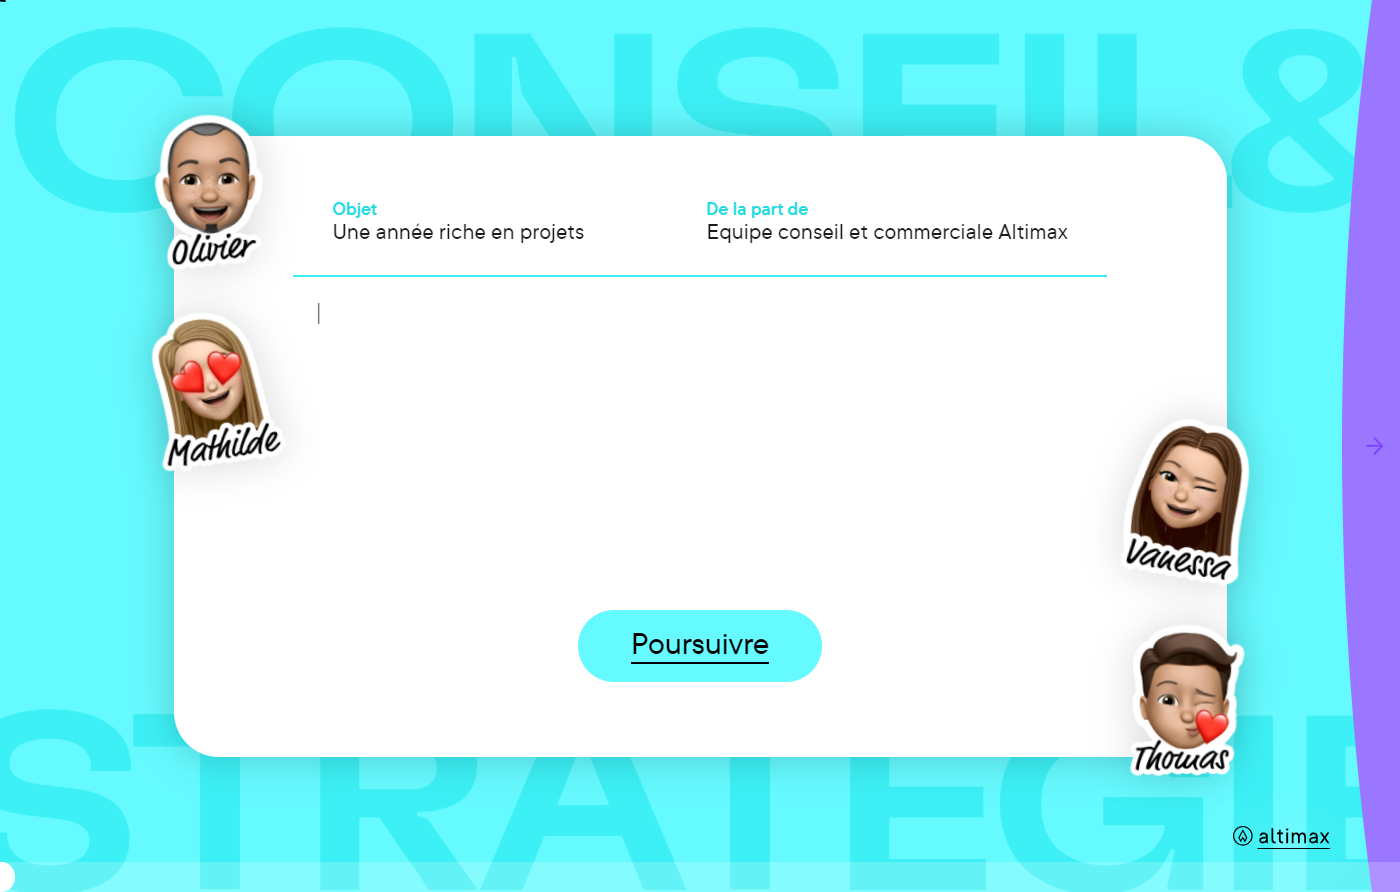 CONSEIL &
Olivier
Objet
Une année riche en projets
De la part de
Equipe conseil et commerciale Altimax
Mathilde
Vanessa
Poursuivre
Thomas
STRATEGIE
altimax